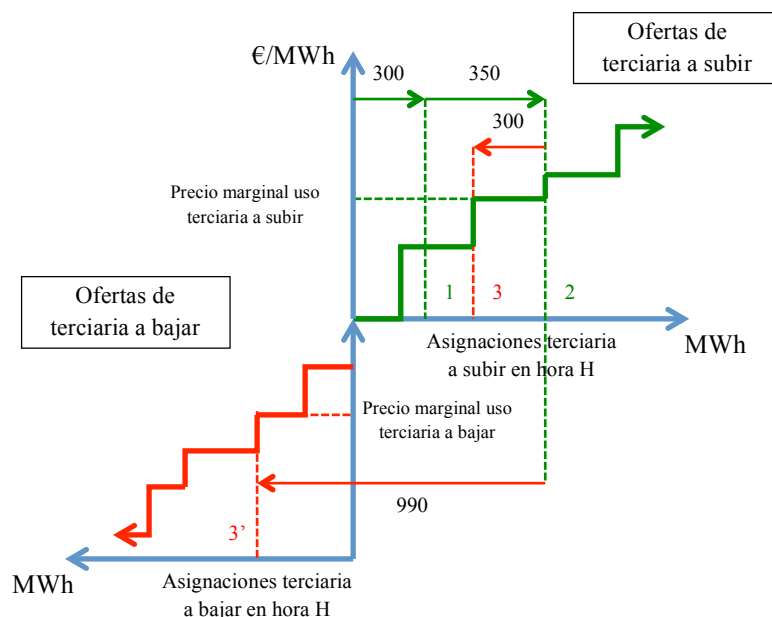 Ofertas de
terciaria a subir
€/MWh
300
350
300
Precio marginal uso
terciaria a subir
Ofertas de
terciaria a bajar
1
3
2
Asignaciones terciaria
a subir en hora H
MWh
Precio marginal uso
terciaria a bajar
990
3’
MWh
Asignaciones terciaria
a bajar en hora H